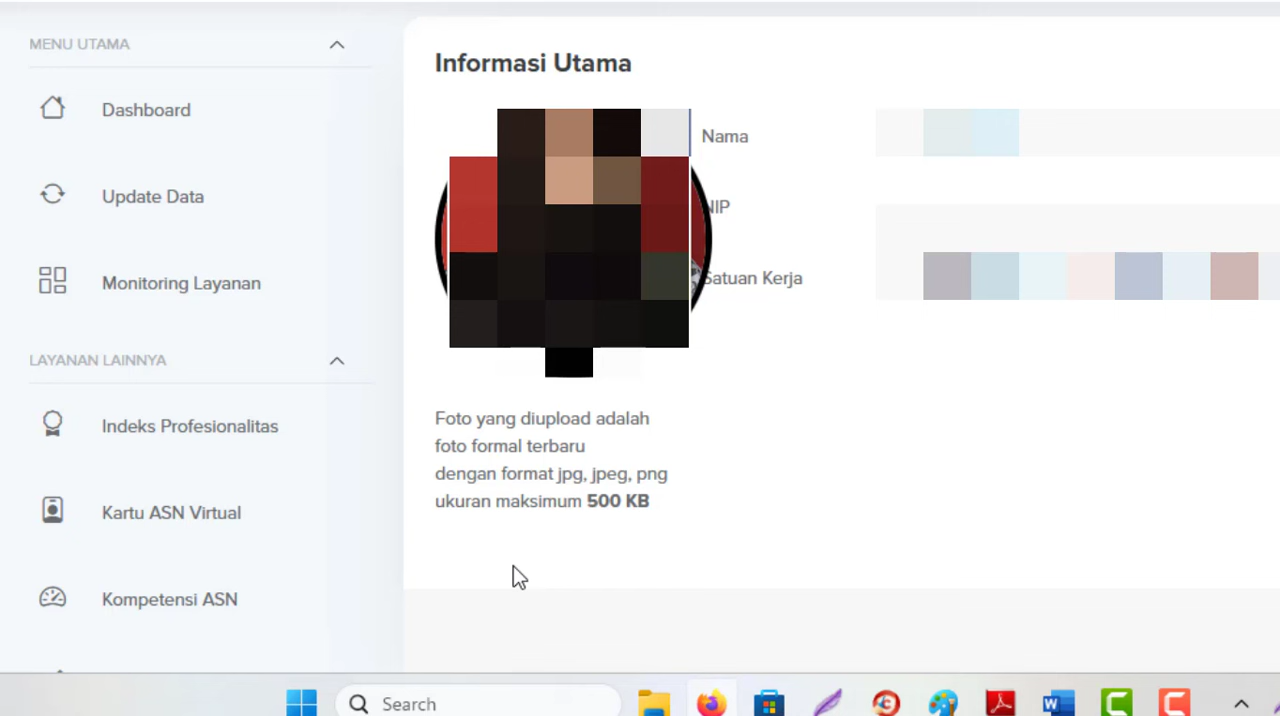 MENU UTAMA
Dashboard
Update Data
Monitoring Layanan
LAYANAN LAINNYA
Indeks Profesionalitas
Kartu ASN Virtual
Kompetensi ASN
Informasi Utama
Nama
NIP
Satuan Kerja
Foto yang diupload adalah
foto formal terbaru
dengan format jpg, jpeg, png
ukuran maksimum 500 KB
Search